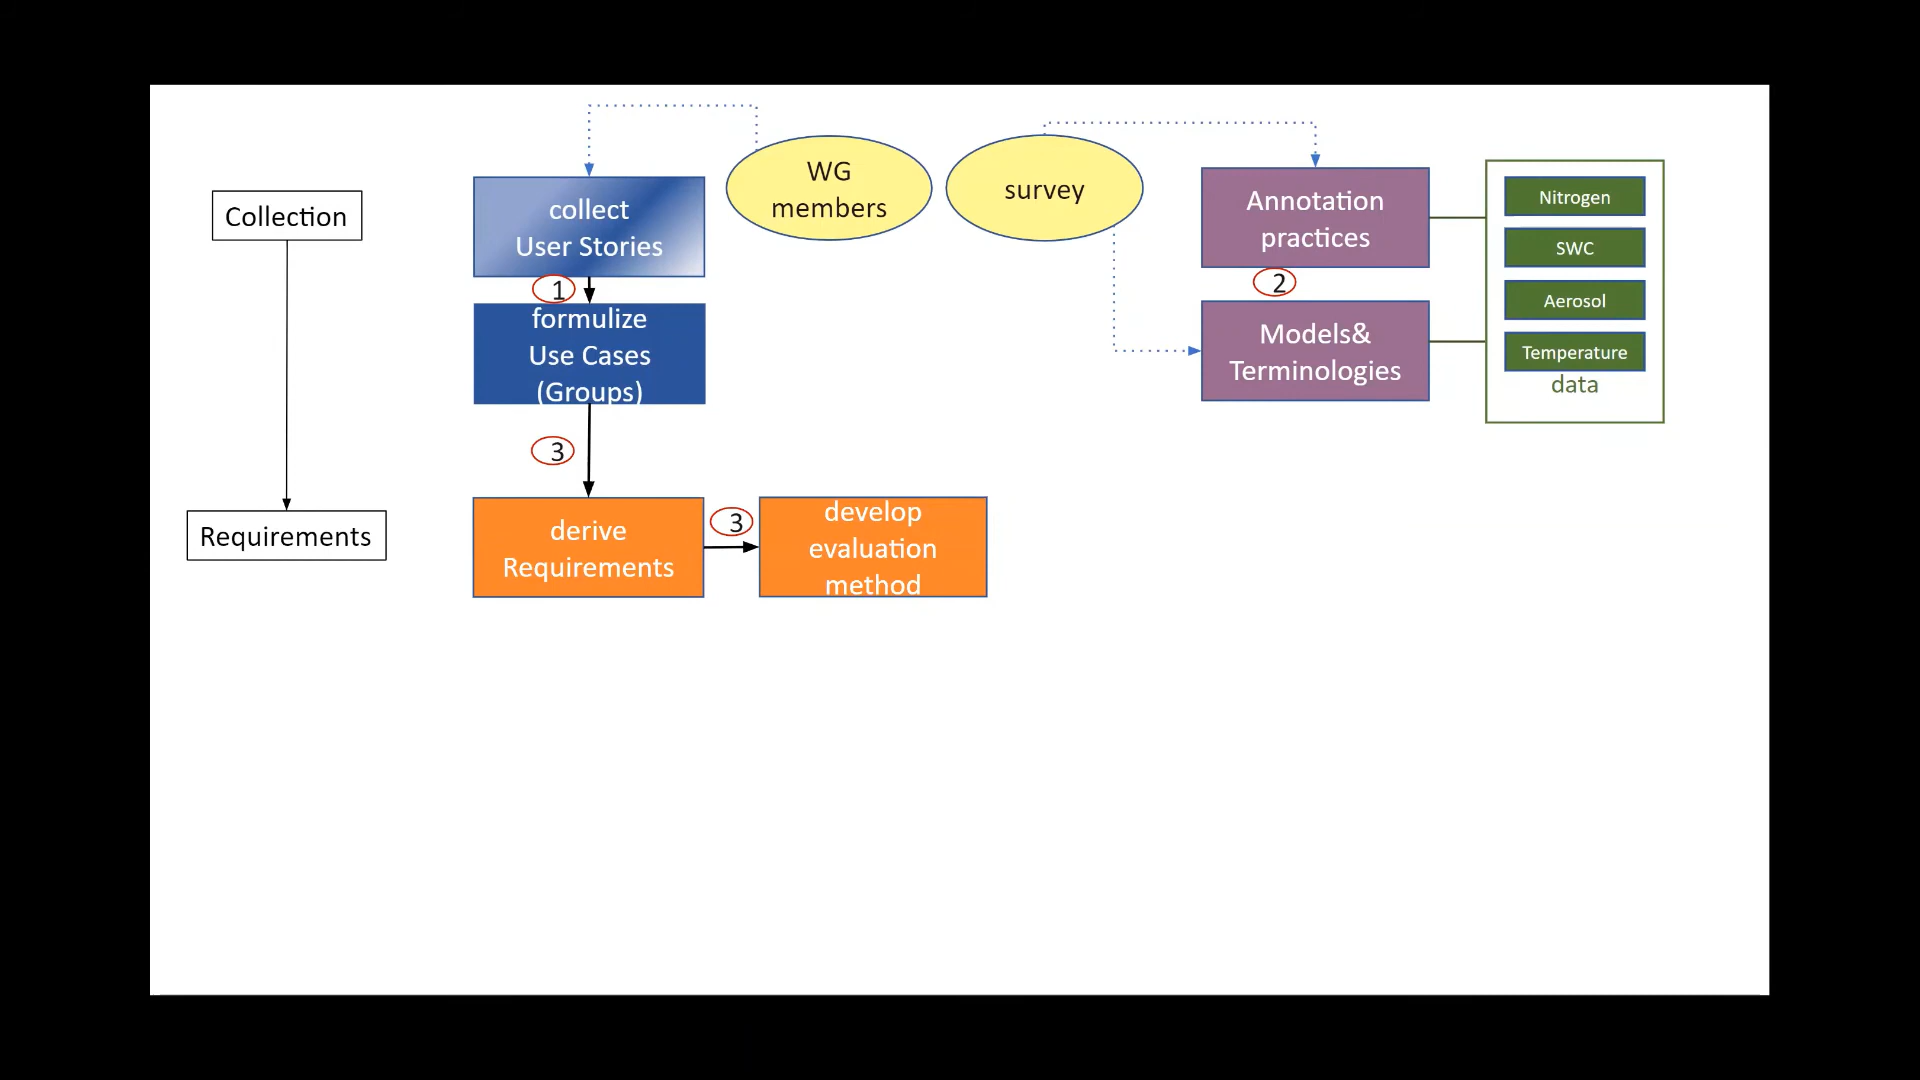 Collection
Requirements
collect
User Stories
1
formulize
Use Cases
(Groups)
3
derive
Requirements
3
develop
evaluation
method
WG
members
survey
Annotation
practices
2
Models&
Terminologies
Nitrogen
SWC
Aerosol
Temperature
data